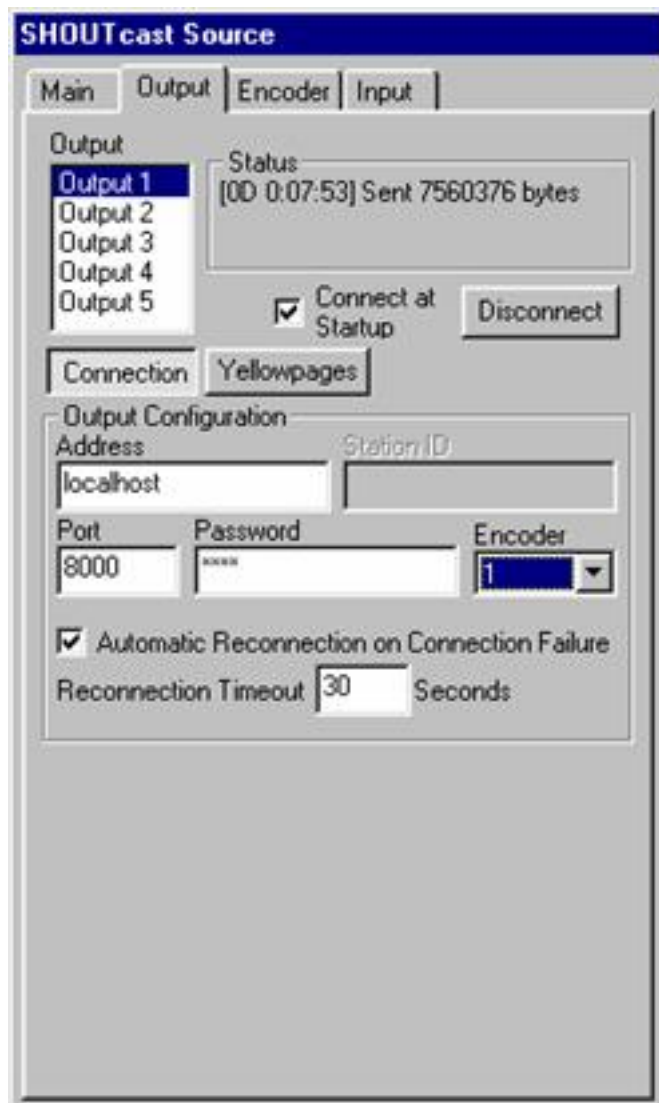 SHOUTcast Source
Main Output Encoder Input
Output
Output 1
Output 2
Output 3
Output 4
Output 5
Status
[0D 0:07:53] Sent 7560376 bytes
Connect at
Startup
Disconnect
Connection Yellowpages
Output Configuration
Address Station ID
localhost
Port Password Encoder
8000 **** 1
Automatic Reconnection on Connection Failure
Reconnection Timeout 30 Seconds